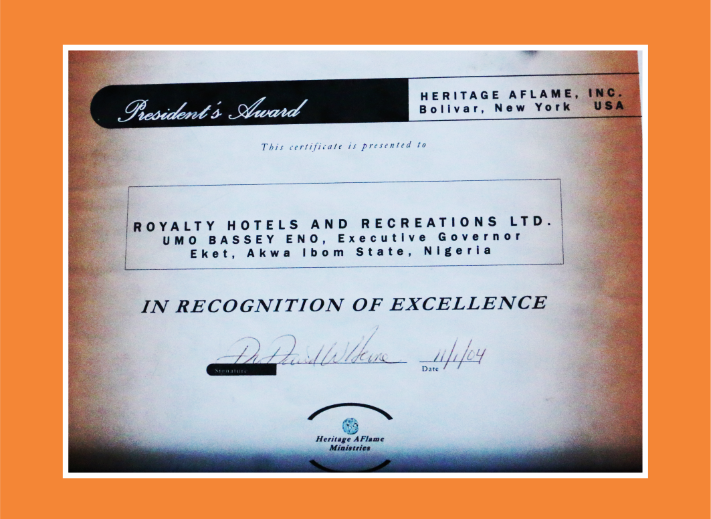 President's Award
HERITAGE AFLAME, INC.
Bolivar, New York USA
This certificate is presented to
ROYALTY HOTELS AND RECREATIONS LTD.
UMO BASSEY ENO, Executive Governor
Eket, Akwa Ibom State, Nigeria
IN RECOGNITION OF EXCELLENCE
Dr David W
11/1/04
Signature
Date
Heritage AFlame
Ministries